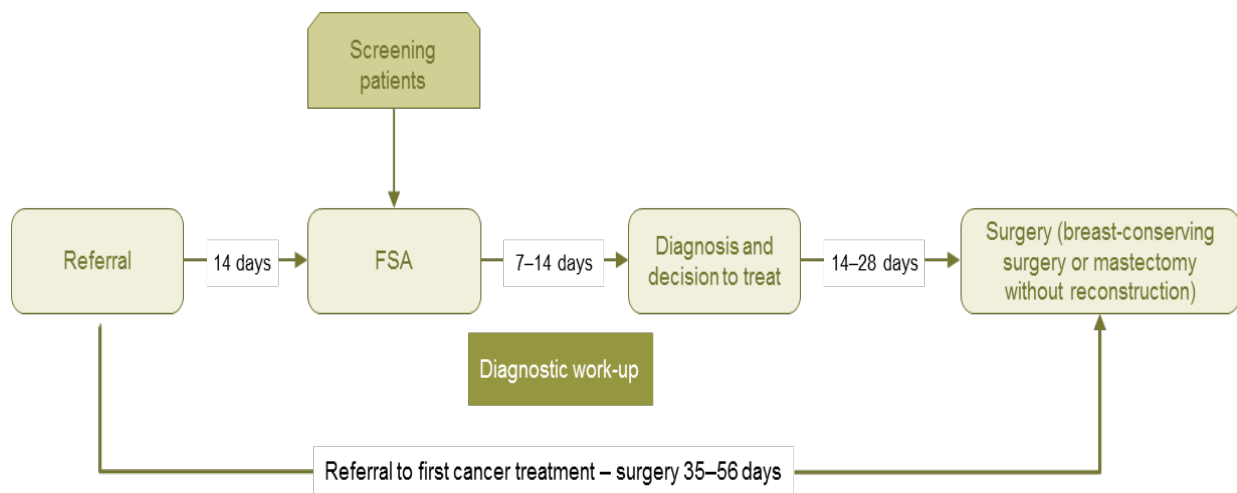 Screening
patients
Referral
14 days
FSA
7–14 days
Diagnosis and
decision to treat
14–28 days
Surgery (breast-conserving
surgery or mastectomy
without reconstruction)
Diagnostic work-up
Referral to first cancer treatment – surgery 35–56 days